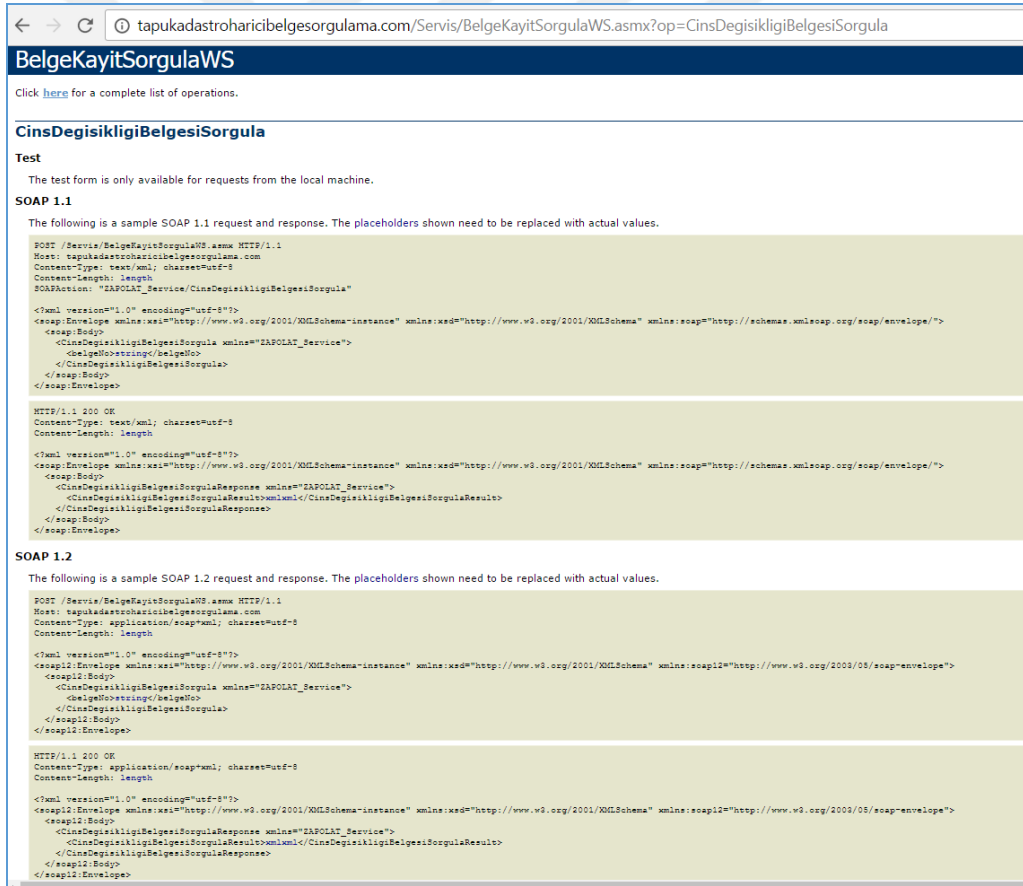 tapukadastroharicibelgesorgulama.com/Servis/BelgeKayitSorgulaWS.asmx?op=CinsDegisikligiBelgesiSorgula
BelgeKayitSorgulaWS
Click here for a complete list of operations.
CinsDegisikligiBelgesiSorgula
Test
The test form is only available for requests from the local machine.
SOAP 1.1
The following is a sample SOAP 1.1 request and response. The placeholders shown need to be replaced with actual values.
POST /Servis/BelgeKayitSorgulaWS.asmx HTTP/1.1
Host: tapukadastroharicibelgesorgulama.com
Content-Type: text/xml; charset=utf-8
Content-Length: length
SOAPAction: "ZAPOLAT_Service/CinsDegisikligiBelgesiSorgula"
<?xml version="1.0" encoding="utf-8"?>
<soap:Envelope xmlns:xsi="http://www.w3.org/2001/XMLSchema-instance" xmlns:xsd="http://www.w3.org/2001/XMLSchema" xmlns:soap="http://schemas.xmlsoap.org/soap/envelope/">
<soap:Body>
<CinsDegisikligiBelgesiSorgula xmlns="ZAPOLAT_Service">
<belgeNo>string</belgeNo>
</CinsDegisikligiBelgesiSorgula>
</soap:Body>
</soap:Envelope>
HTTP/1.1 200 OK
Content-Type: text/xml; charset=utf-8
Content-Length: length
<?xml version="1.0" encoding="utf-8"?>
<soap:Envelope xmlns:xsi="http://www.w3.org/2001/XMLSchema-instance" xmlns:xsd="http://www.w3.org/2001/XMLSchema" xmlns:soap="http://schemas.xmlsoap.org/soap/envelope/">
<soap:Body>
<CinsDegisikligiBelgesiSorgulaResponse xmlns="ZAPOLAT_Service">
<CinsDegisikligiBelgesiSorgulaResult>xmlxml</CinsDegisikligiBelgesiSorgulaResult>
</CinsDegisikligiBelgesiSorgulaResponse>
</soap:Body>
</soap:Envelope>
SOAP 1.2
The following is a sample SOAP 1.2 request and response. The placeholders shown need to be replaced with actual values.
POST /Servis/BelgeKayitSorgulaWS.asmx HTTP/1.1
Host: tapukadastroharicibelgesorgulama.com
Content-Type: application/soap+xml; charset=utf-8
Content-Length: length
<?xml version="1.0" encoding="utf-8"?>
<soap12:Envelope xmlns:xsi="http://www.w3.org/2001/XMLSchema-instance" xmlns:xsd="http://www.w3.org/2001/XMLSchema" xmlns:soap12="http://www.w3.org/2003/05/soap-envelope">
<soap12:Body>
<CinsDegisikligiBelgesiSorgula xmlns="ZAPOLAT_Service">
<belgeNo>string</belgeNo>
</CinsDegisikligiBelgesiSorgula>
</soap12:Body>
</soap12:Envelope>
HTTP/1.1 200 OK
Content-Type: application/soap+xml; charset=utf-8
Content-Length: length
<?xml version="1.0" encoding="utf-8"?>
<soap12:Envelope xmlns:xsi="http://www.w3.org/2001/XMLSchema-instance" xmlns:xsd="http://www.w3.org/2001/XMLSchema" xmlns:soap12="http://www.w3.org/2003/05/soap-envelope">
<soap12:Body>
<CinsDegisikligiBelgesiSorgulaResponse xmlns="ZAPOLAT_Service">
<CinsDegisikligiBelgesiSorgulaResult>xmlxml</CinsDegisikligiBelgesiSorgulaResult>
</CinsDegisikligiBelgesiSorgulaResponse>
</soap12:Body>
</soap12:Envelope>